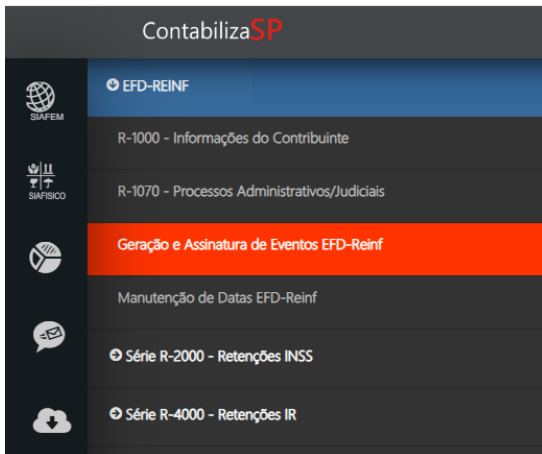 ContabilizaSP
SIAFEM
SIAFISICO
EFD-REINF
R-1000 - Informações do Contribuinte
R-1070 - Processos Administrativos/Judiciais
Geração e Assinatura de Eventos EFD-Reinf
Manutenção de Datas EFD-Reinf
Série R-2000 - Retenções INSS
Série R-4000 - Retenções IR